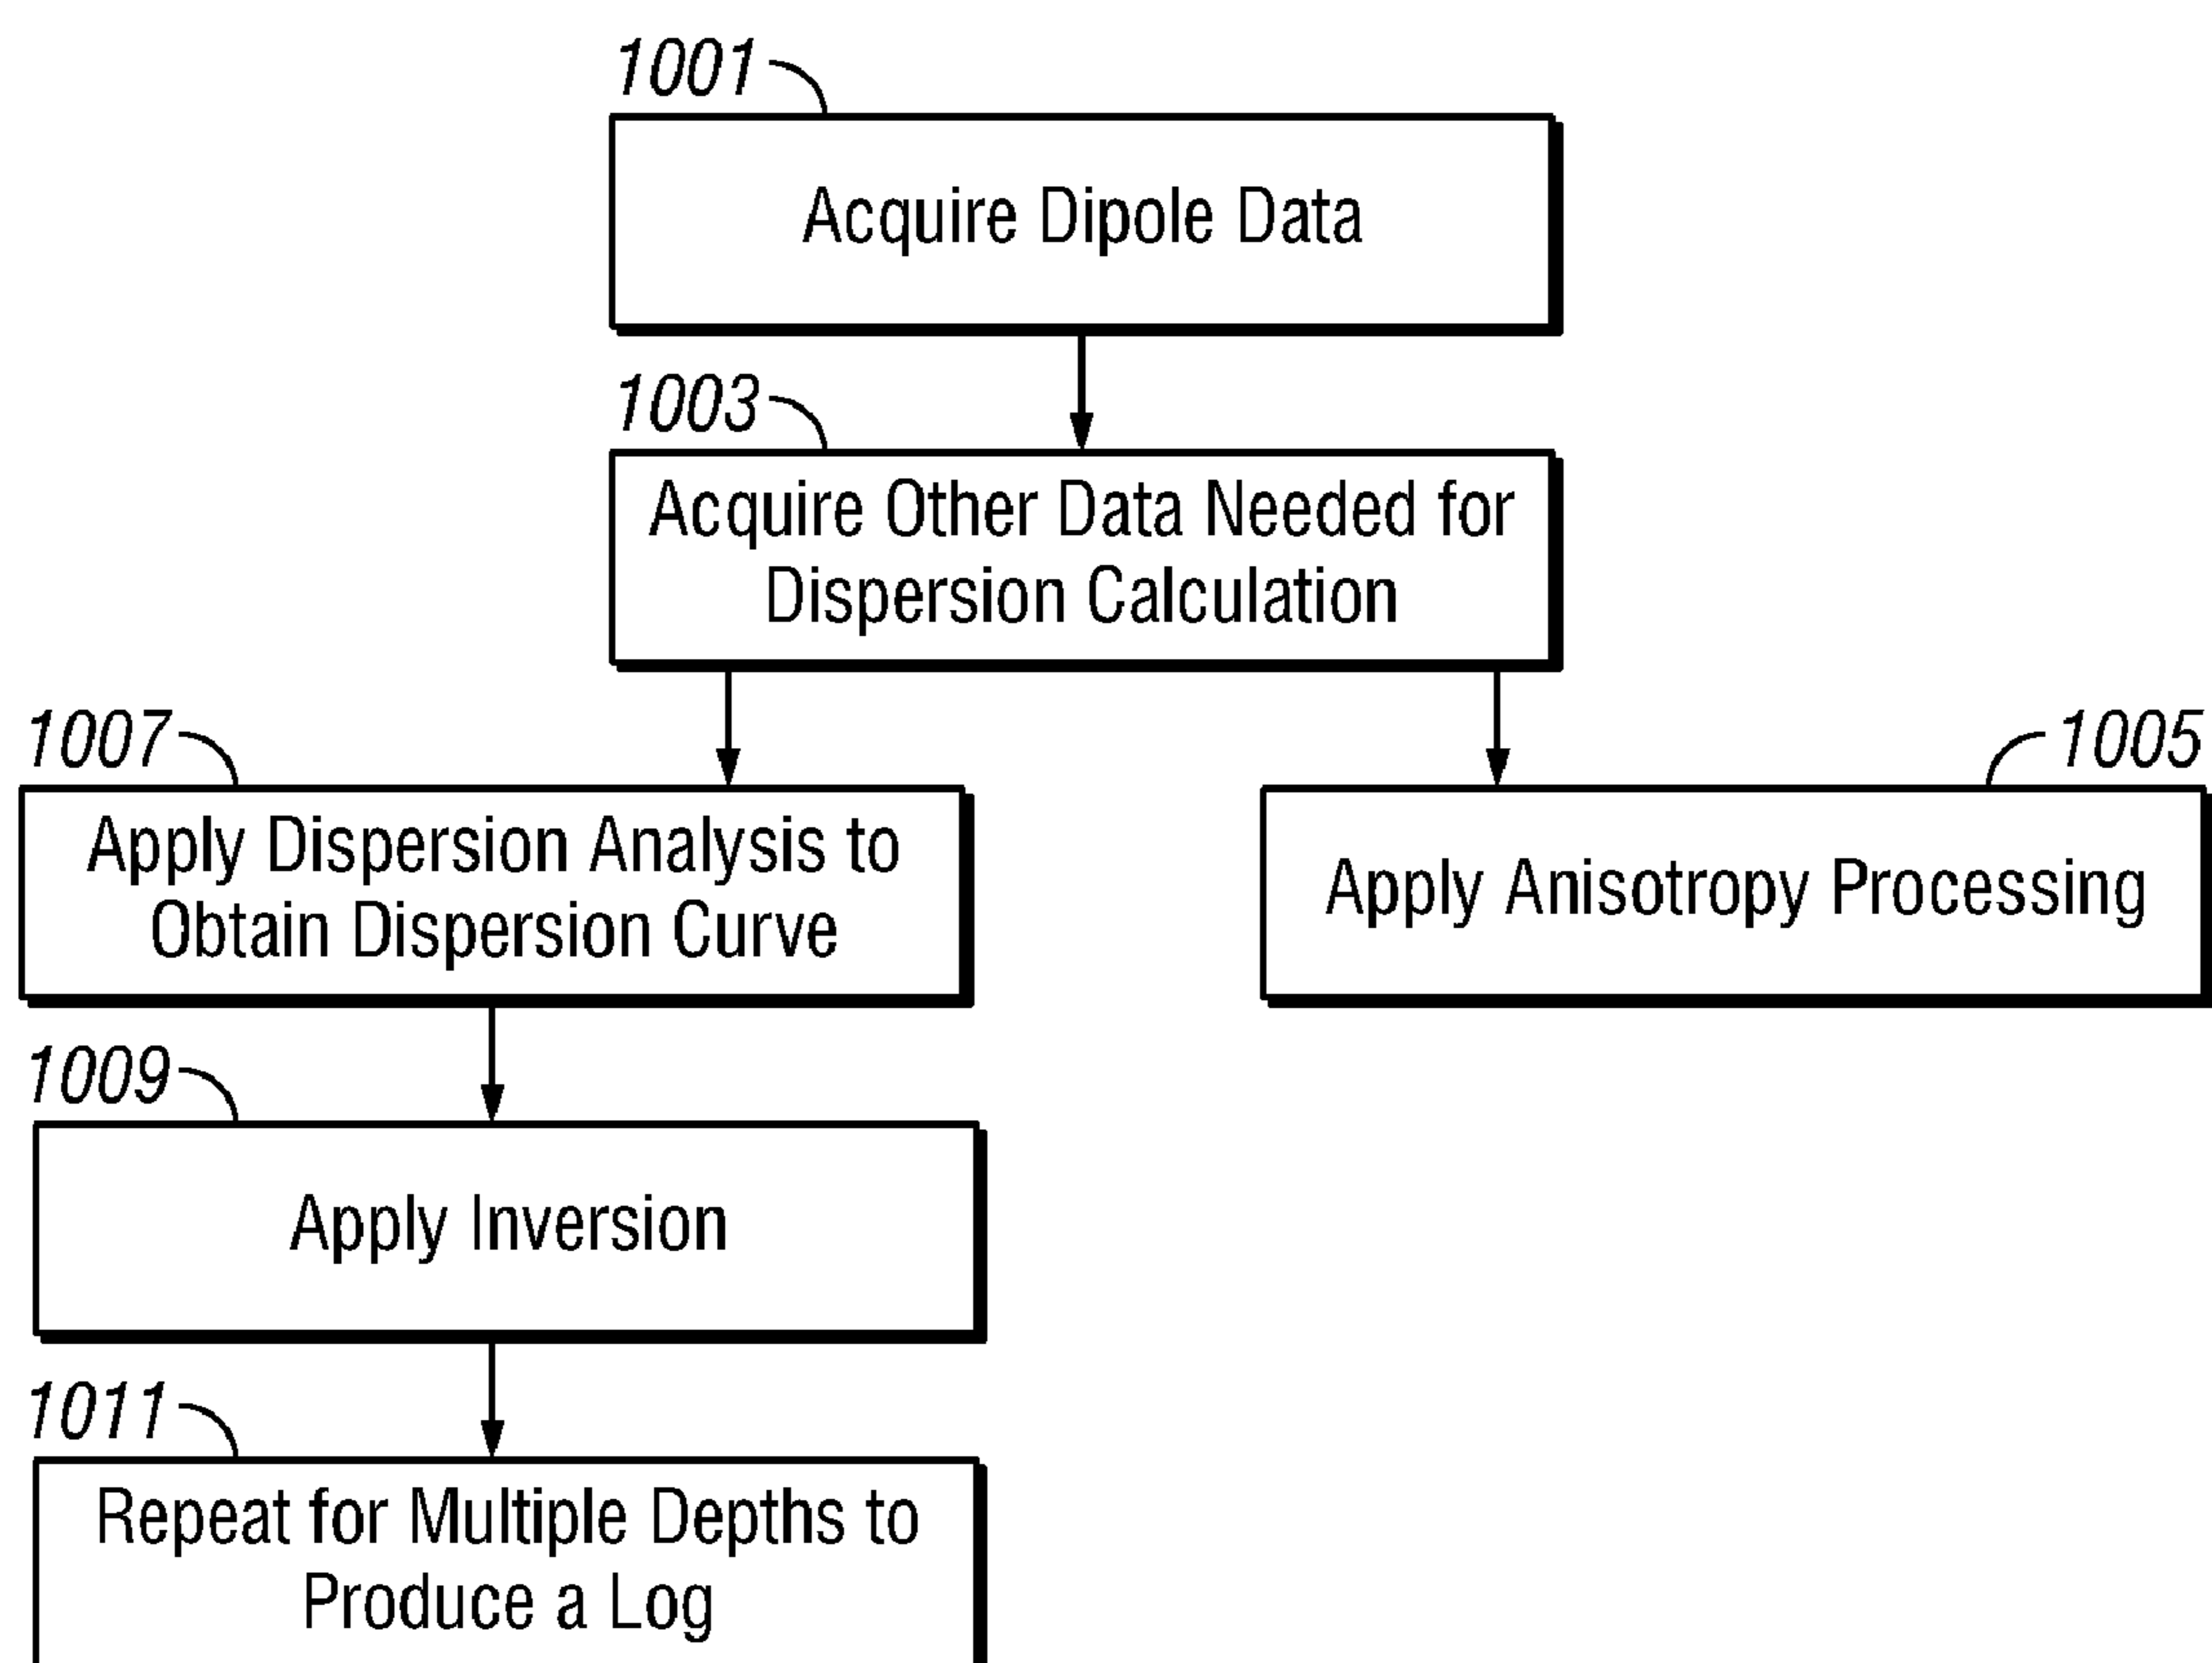 1001
Acquire Dipole Data
1003
Acquire Other Data Needed for
Dispersion Calculation
1007
Apply Dispersion Analysis to
Obtain Dispersion Curve
1005
Apply Anisotropy Processing
1009
Apply Inversion
1011
Repeat for Multiple Depths to
Produce a Log